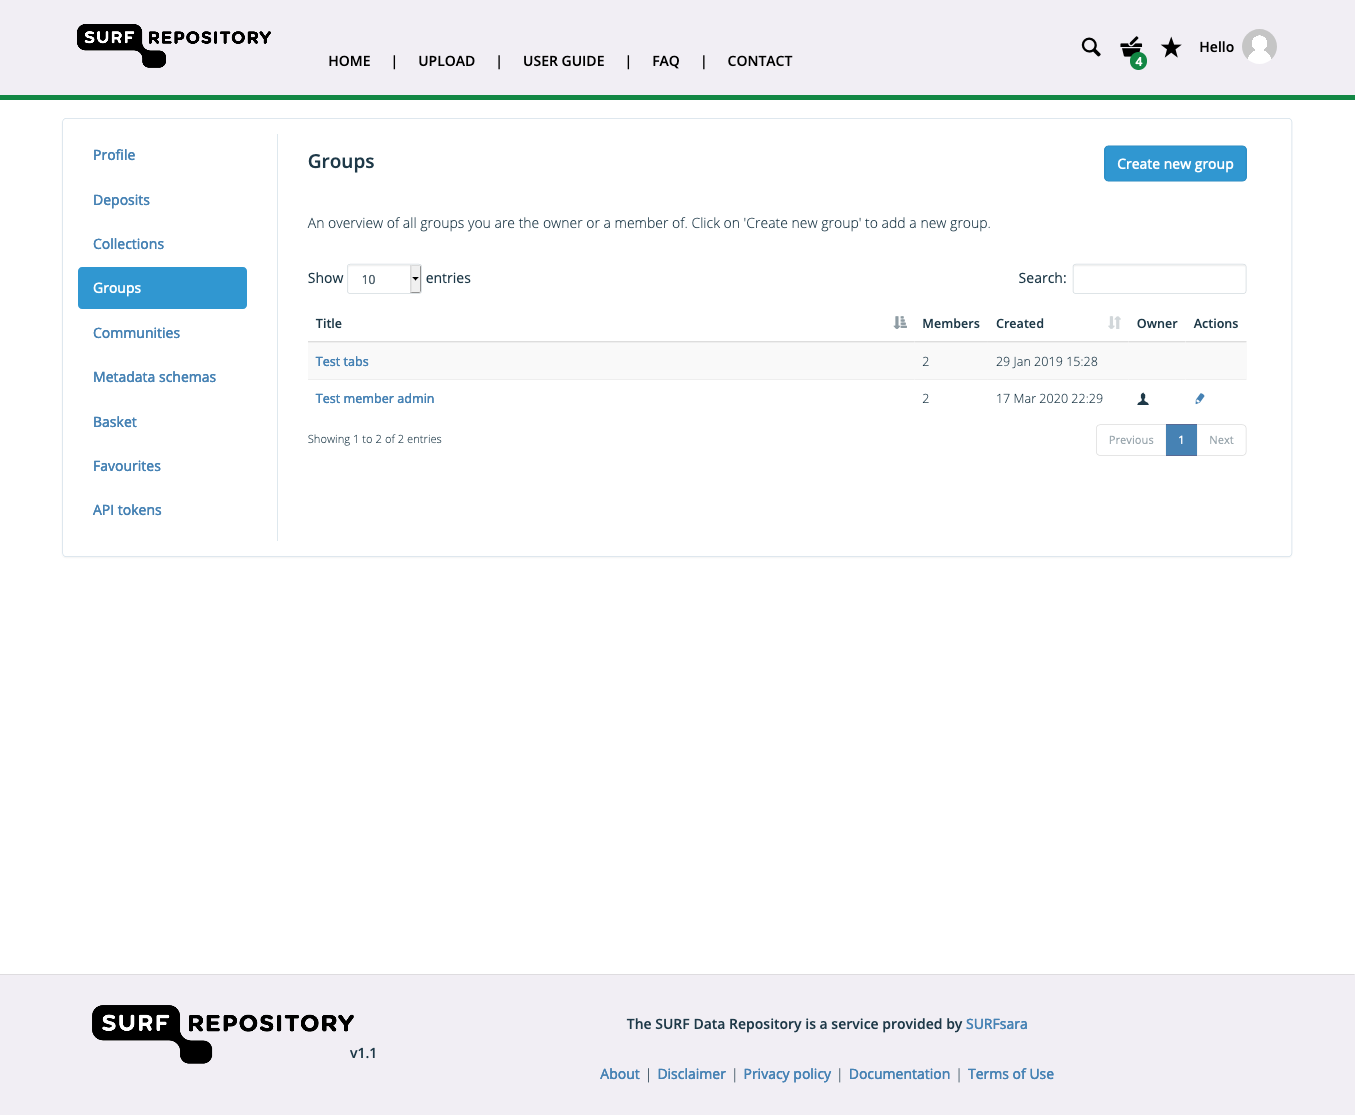 SURF REPOSITORY
HOME | UPLOAD | USER GUIDE | FAQ | CONTACT
4
Hello
Profile
Deposits
Collections
Groups
Communities
Metadata schemas
Basket
Favourites
API tokens
Groups
Create new group
An overview of all groups you are the owner or a member of. Click on 'Create new group' to add a new group.
Show 10 entries
Search:
Title Members Created Owner Actions
Test tabs 2 29 Jan 2019 15:28
Test member admin 2 17 Mar 2020 22:29
Showing 1 to 2 of 2 entries
Previous 1 Next
SURF REPOSITORY
v1.1
The SURF Data Repository is a service provided by SURFsara
About | Disclaimer | Privacy policy | Documentation | Terms of Use